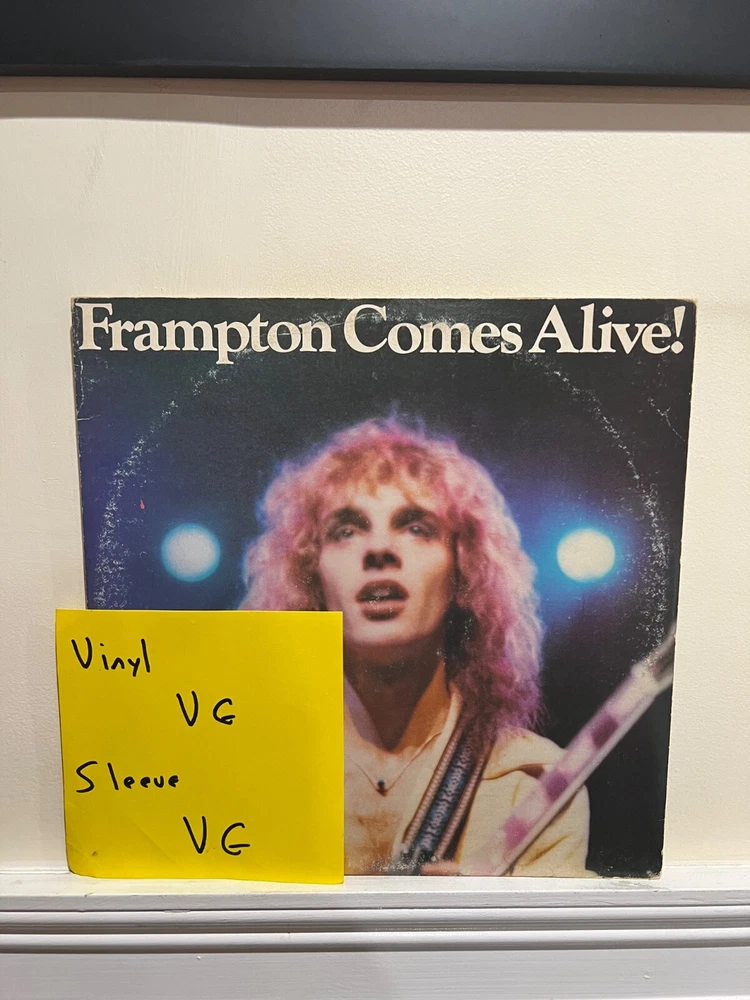 Frampton Comes Alive!
Vinyl
VG
Sleeve
VG